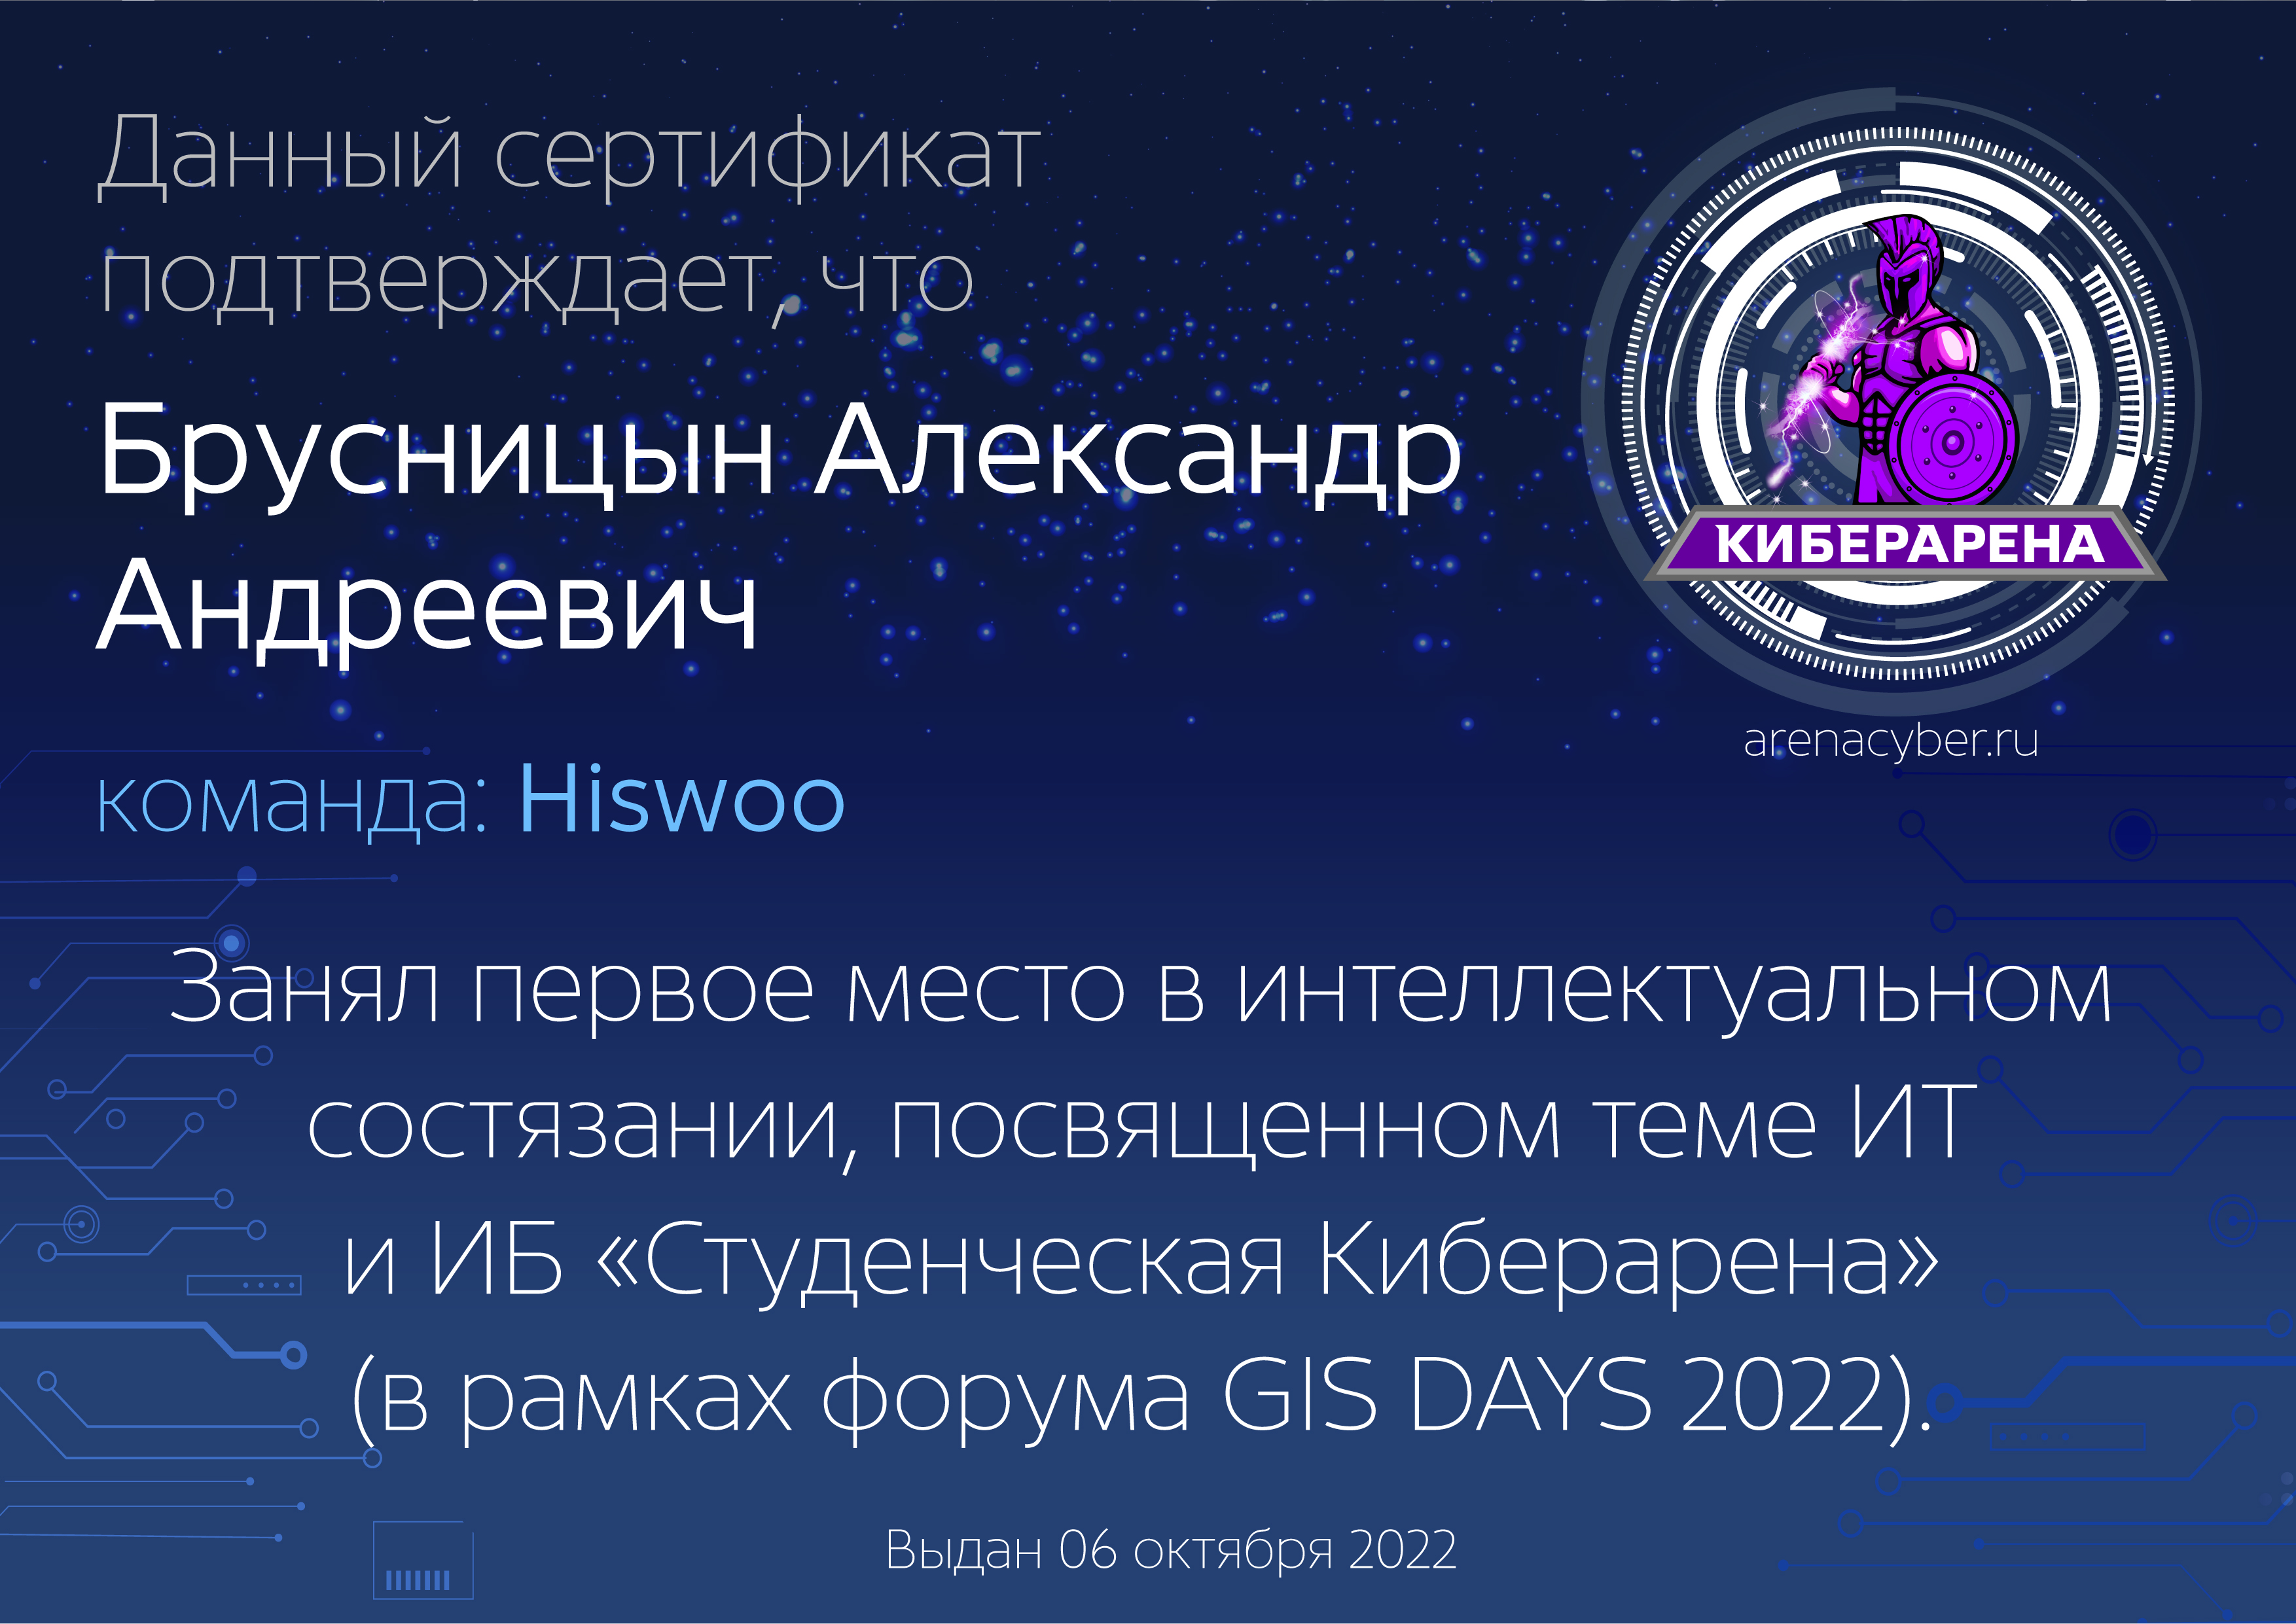 Данный сертификат
подтверждает, что
Брусницын Александр
Андреевич
КИБЕРАРЕНА
arenacyber.ru
команда: Hiswoo
Занял первое место в интеллектуальном
состязании, посвященном теме ИТ
и ИБ «Студенческая Киберарена»
(в рамках форума GIS DAYS 2022).
Выдан 06 октября 2022